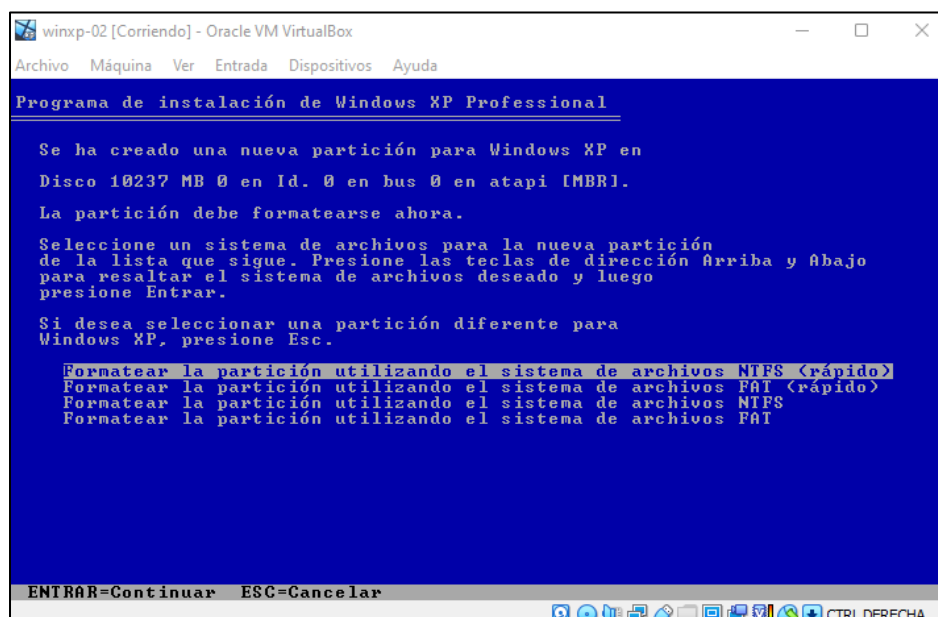 winxp-02 [Corriendo] - Oracle VM VirtualBox
Archivo Máquina Ver Entrada Dispositivos Ayuda
Programa de instalación de Windows XP Professional
Se ha creado una nueva partición para Windows XP en
Disco 10237 MB 0 en Id. 0 en bus 0 en atapi [MBR].
La partición debe formatearse ahora.
Seleccione un sistema de archivos para la nueva partición
de la lista que sigue. Presione las teclas de dirección Arriba y Abajo
para resaltar el sistema de archivos deseado y luego
presione Entrar.
Si desea seleccionar una partición diferente para
Windows XP, presione Esc.
Formatear la partición utilizando el sistema de archivos NTFS (rápido)
Formatear la partición utilizando el sistema de archivos FAT (rápido)
Formatear la partición utilizando el sistema de archivos NTFS
Formatear la partición utilizando el sistema de archivos FAT
ENTRAR=Continuar ESC=Cancelar
CTRL DERECHA